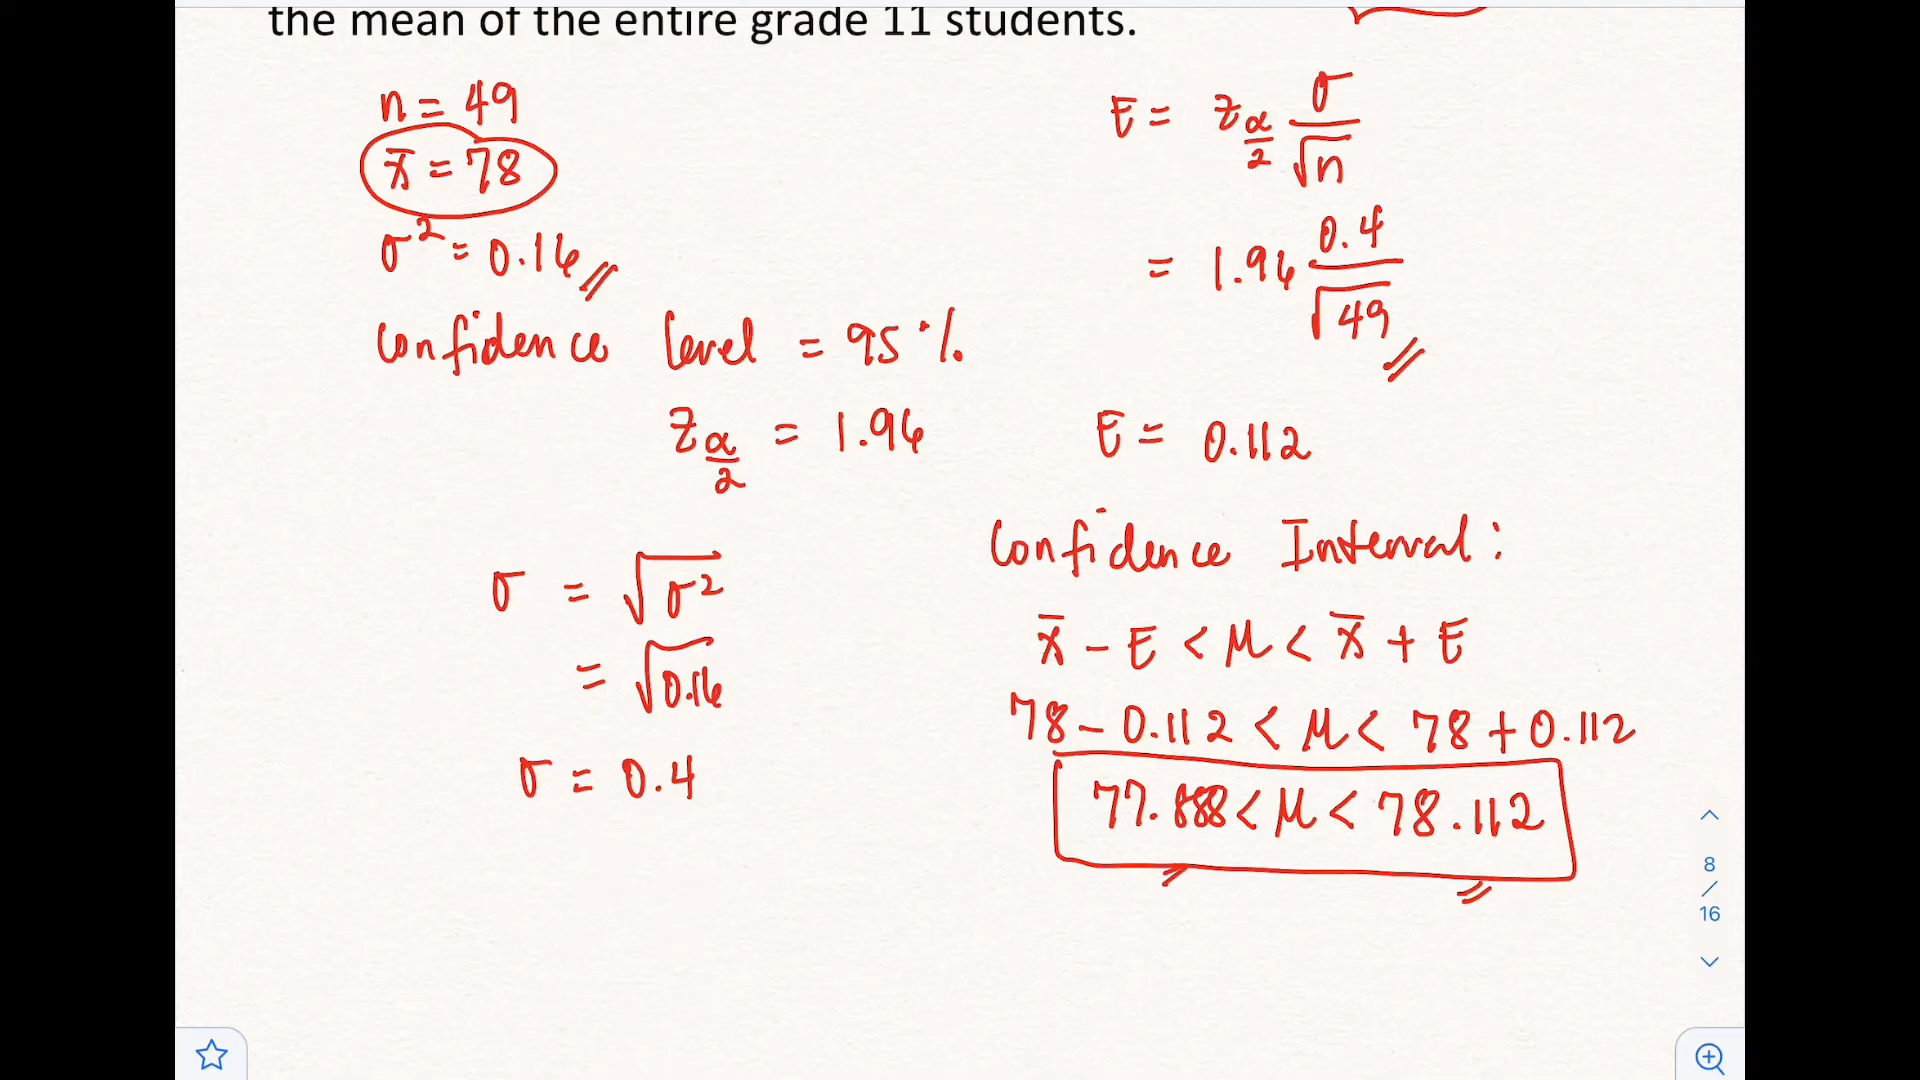 the mean of the entire grade 11 students.
n = 49
x̄ = 78
σ² = 0.16
Confidence level = 95%
z_α/2 = 1.96
σ = √σ²
= √0.16
σ = 0.4
E = z_α/2 σ/√n
= 1.96 0.4/√49
E = 0.112
Confidence Interval:
x̄ - E < μ < x̄ + E
78 - 0.112 < μ < 78 + 0.112
77.888 < μ < 78.112
8
/
16